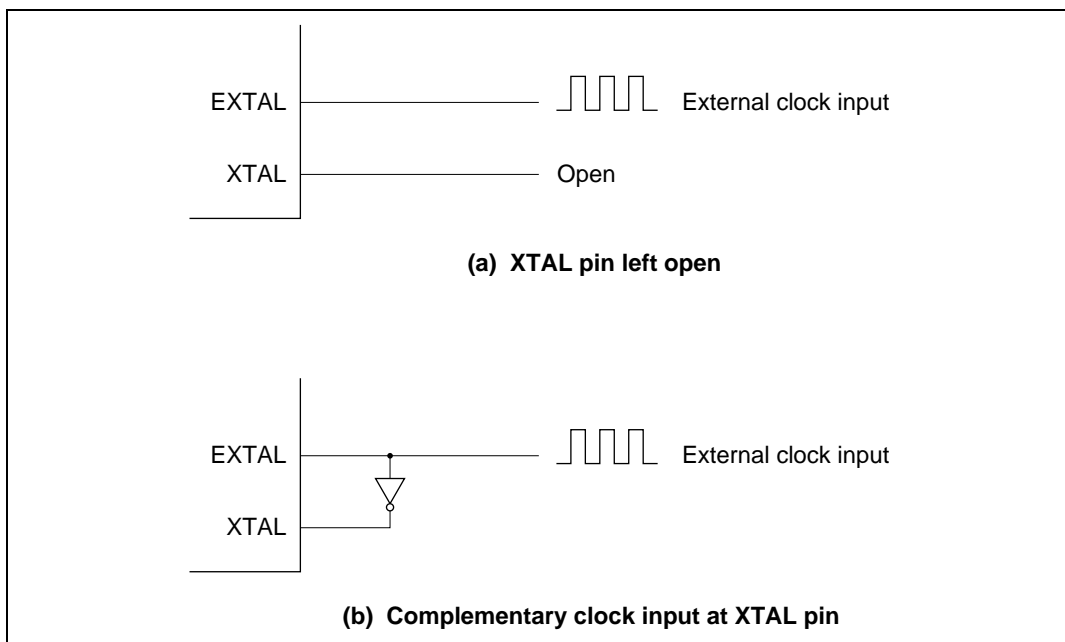 EXTAL External clock input
XTAL Open
(a) XTAL pin left open
EXTAL External clock input
XTAL
(b) Complementary clock input at XTAL pin